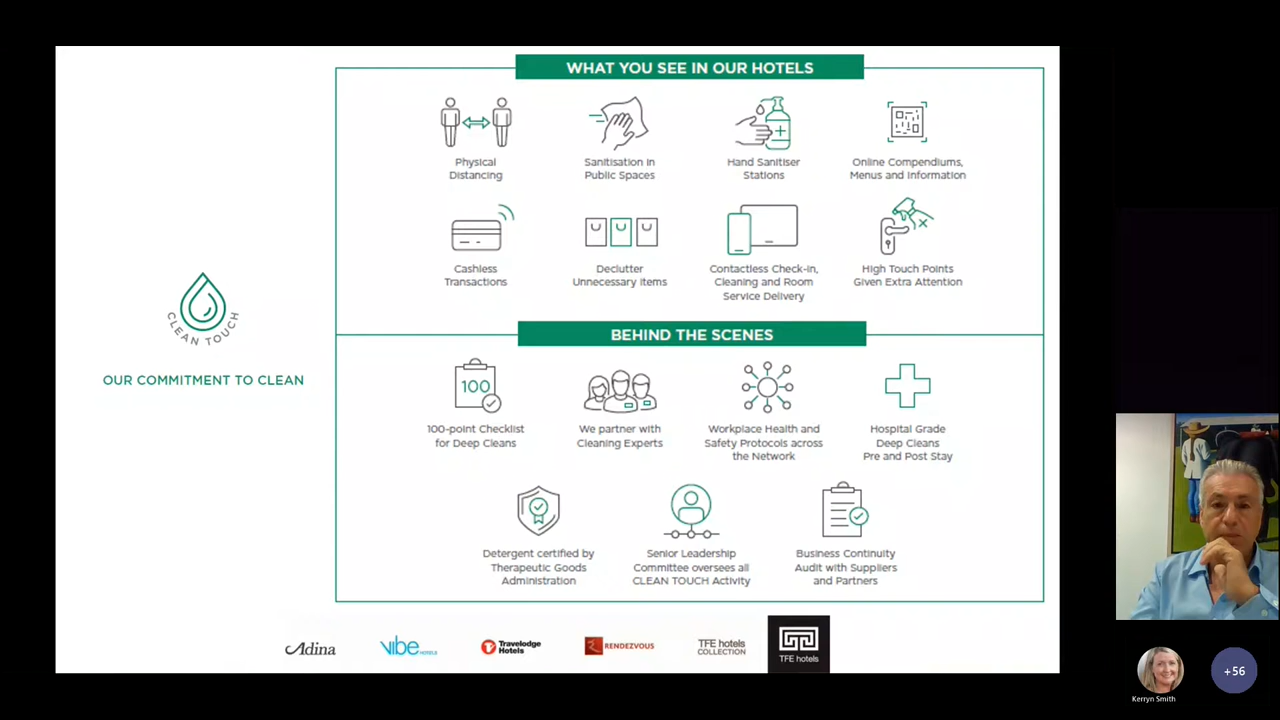 WHAT YOU SEE IN OUR HOTELS
Physical
Distancing
Sanitisation in
Public Spaces
Hand Sanitiser
Stations
Online Compendiums,
Menus and Information
Cashless
Transactions
Declutter
Unnecessary Items
Contactless Check-in,
Cleaning and Room
Service Delivery
High Touch Points
Given Extra Attention
CLEAN TOUCH
OUR COMMITMENT TO CLEAN
BEHIND THE SCENES
100
100-point Checklist
for Deep Cleans
We partner with
Cleaning Experts
Workplace Health and
Safety Protocols across
the Network
Hospital Grade
Deep Cleans
Pre and Post Stay
Detergent certified by
Therapeutic Goods
Administration
Senior Leadership
Committee oversees all
CLEAN TOUCH Activity
Business Continuity
Audit with Suppliers
and Partners
Adina
vibe HOTELS
Travelodge
Hotels
RENDEZVOUS
TFE hotels
COLLECTION
TFE hotels
+56
Kerryn Smith